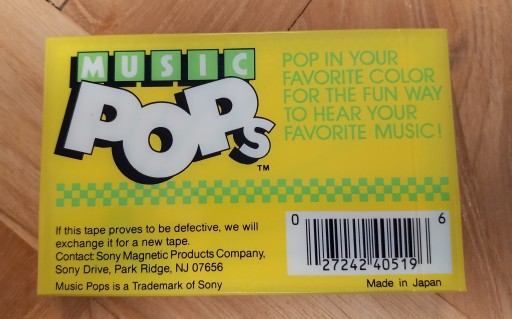 MUSIC
POPS
TM
POP IN YOUR
FAVORITE COLOR
FOR THE FUN WAY
TO HEAR YOUR
FAVORITE MUSIC!
If this tape proves to be defective, we will
exchange it for a new tape.
Contact: Sony Magnetic Products Company,
Sony Drive, Park Ridge, NJ 07656
Music Pops is a Trademark of Sony
0 27242 40519 6
Made in Japan